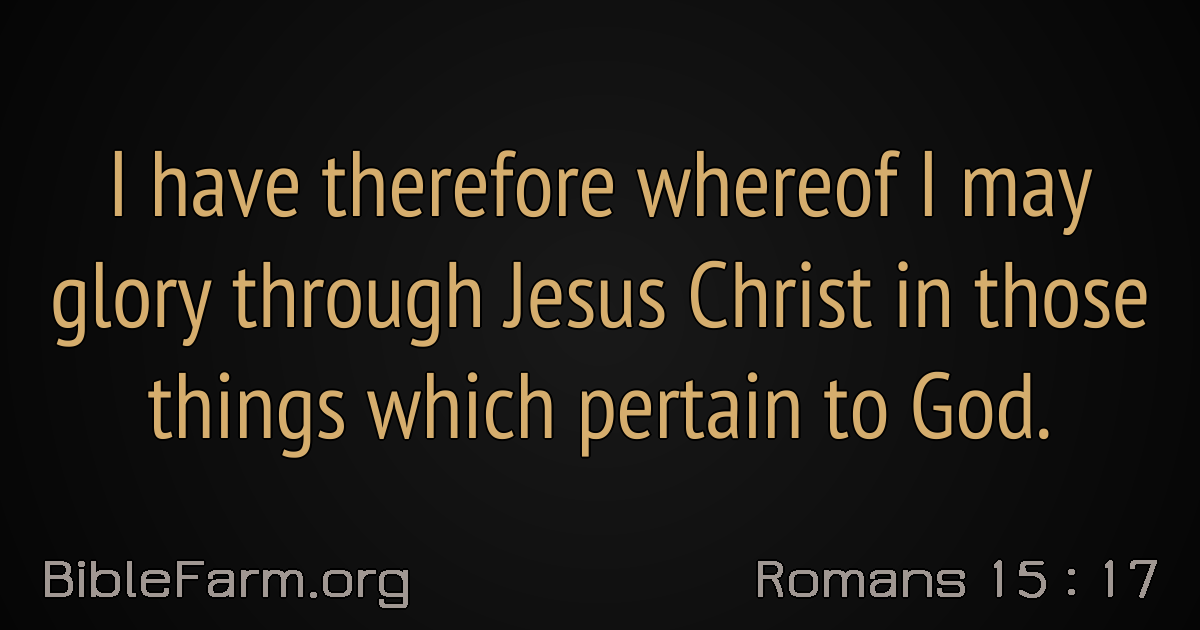 I have therefore whereof I may
glory through Jesus Christ in those
things which pertain to God.
BibleFarm.org
Romans 15 : 17